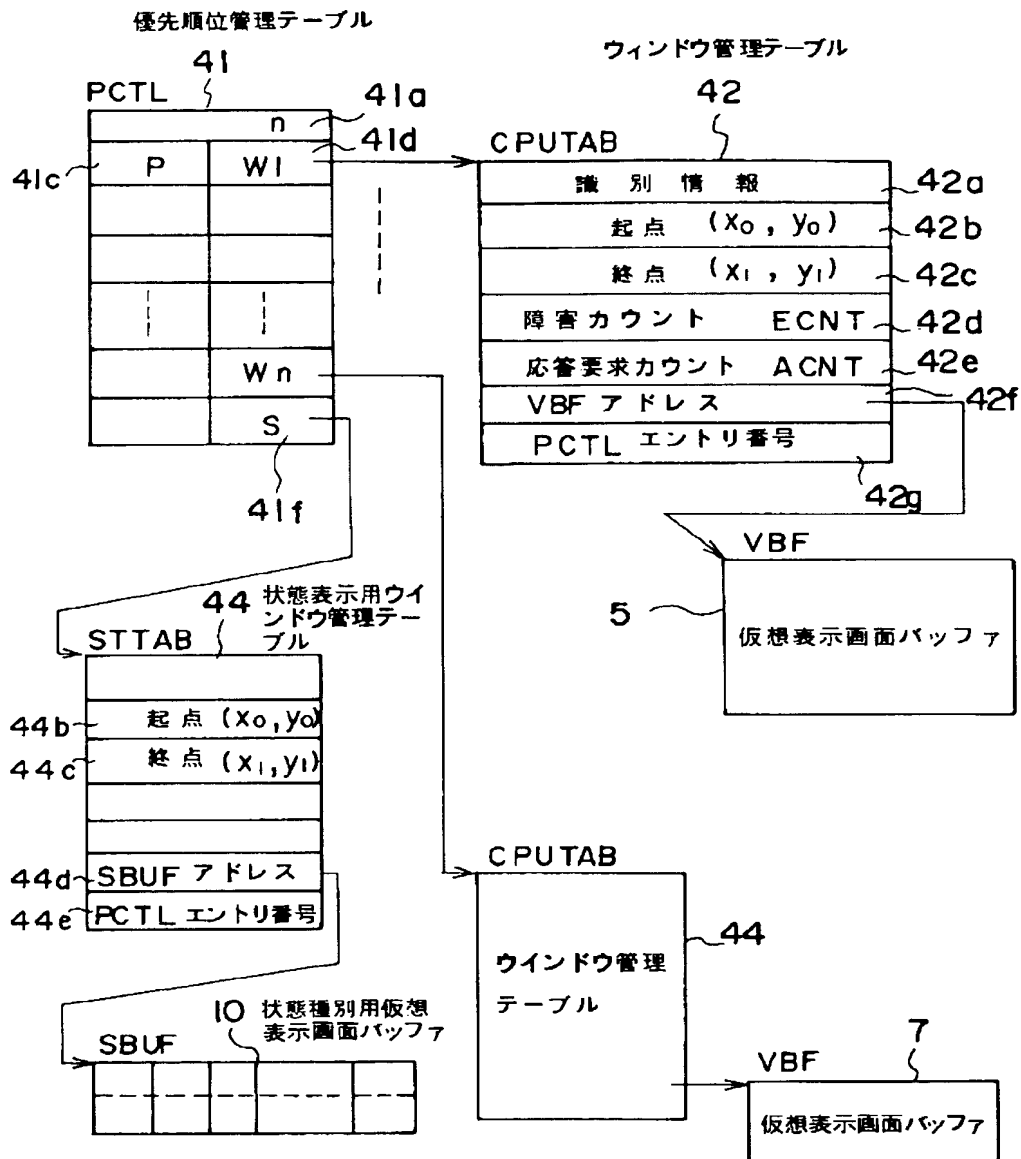 優先順位管理テーブル
41
PCTL
n
41a
41c
P
W1
41d
Wn
S
41f
ウィンドウ管理テーブル
42
CPUTAB
識別情報
42a
起点 (x₀, y₀)
42b
終点 (x₁, y₁)
42c
障害カウント ECNT
42d
応答要求カウント ACNT
42e
VBF アドレス
42f
PCTL エントリ番号
42g
VBF
5
仮想表示画面バッファ
44
状態表示用ウイ
ンドウ管理テー
ブル
STTAB
44b
起点 (x₀, y₀)
44c
終点 (x₁, y₁)
44d
SBUF アドレス
44e
PCTL エントリ番号
10
状態種別用仮想
表示画面バッファ
SBUF
CPUTAB
44
ウインドウ管理
テーブル
VBF
7
仮想表示画面バッファ